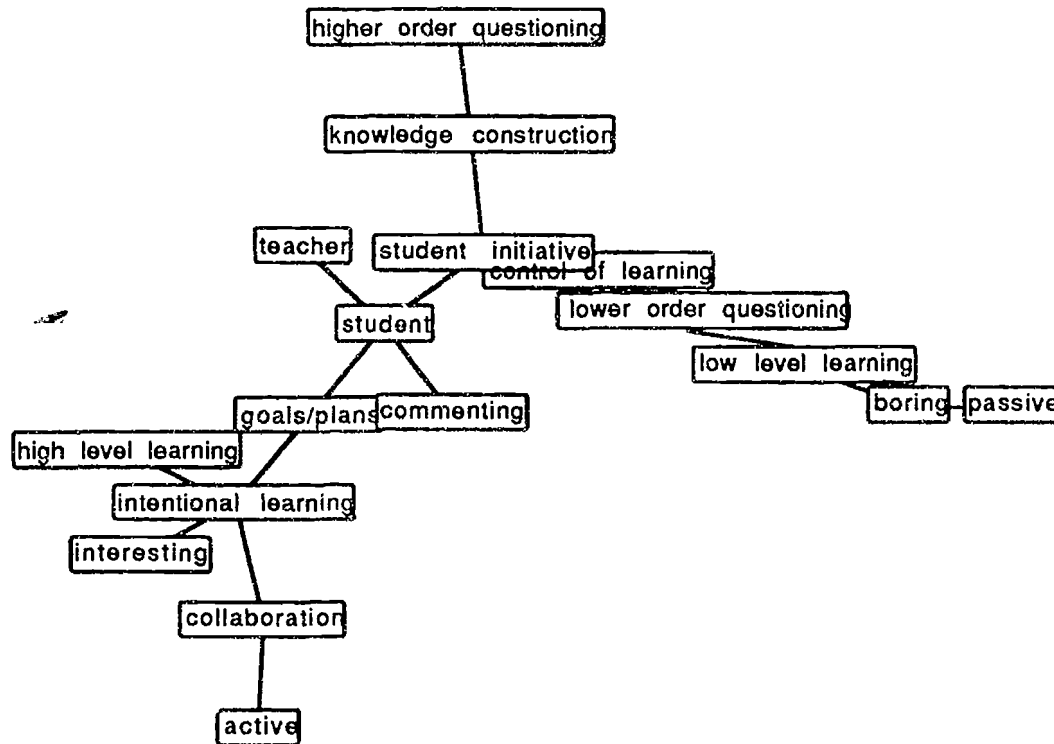 higher order questioning
knowledge construction
teacher
student initiative
control of learning
lower order questioning
student
low level learning
boring
passive
goals/plans
commenting
high level learning
intentional learning
interesting
collaboration
active